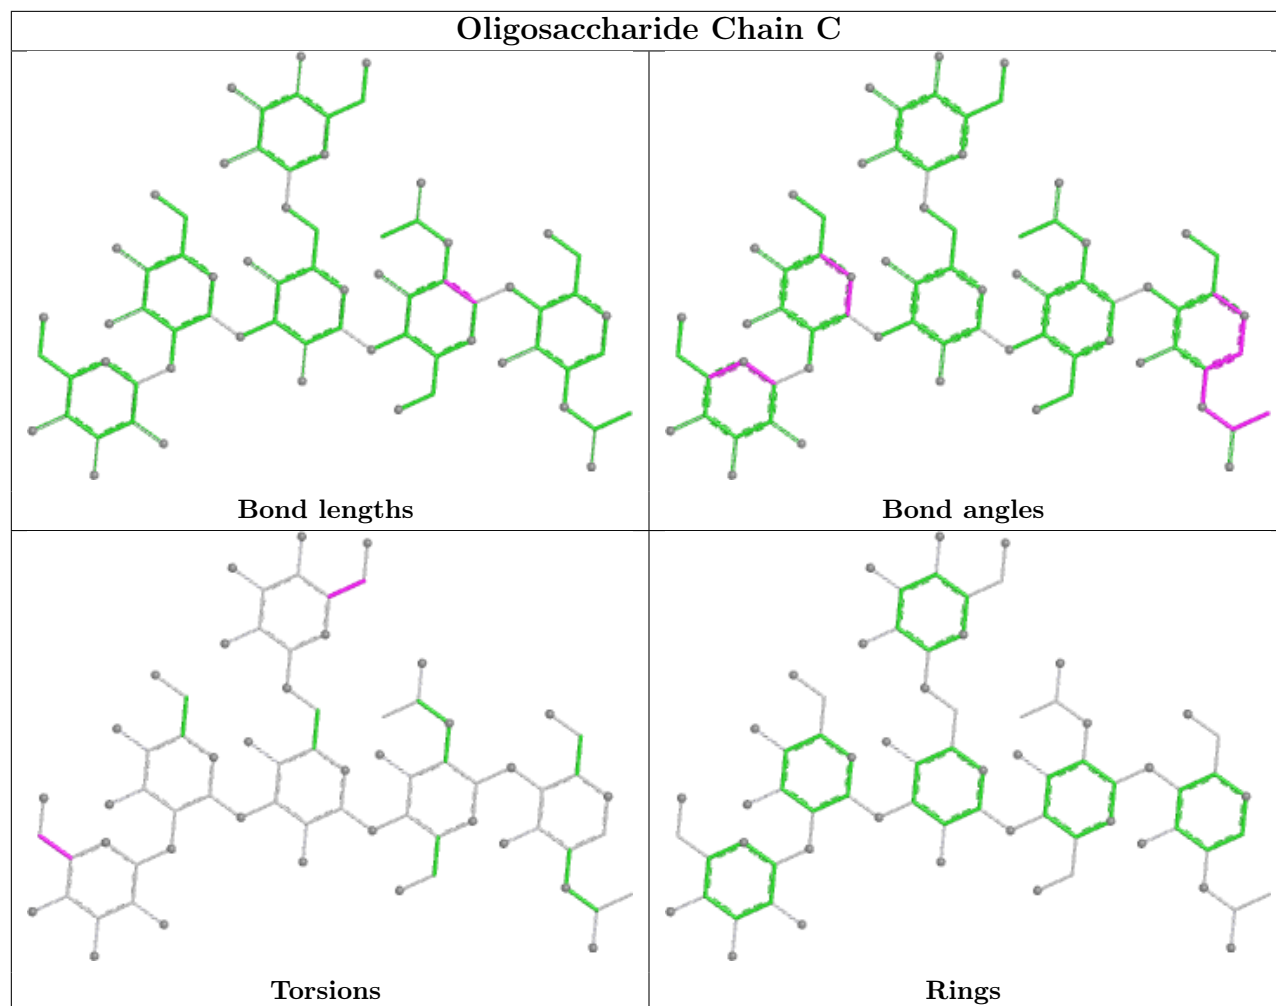 Oligosaccharide Chain C
Bond lengths
Bond angles
Torsions
Rings